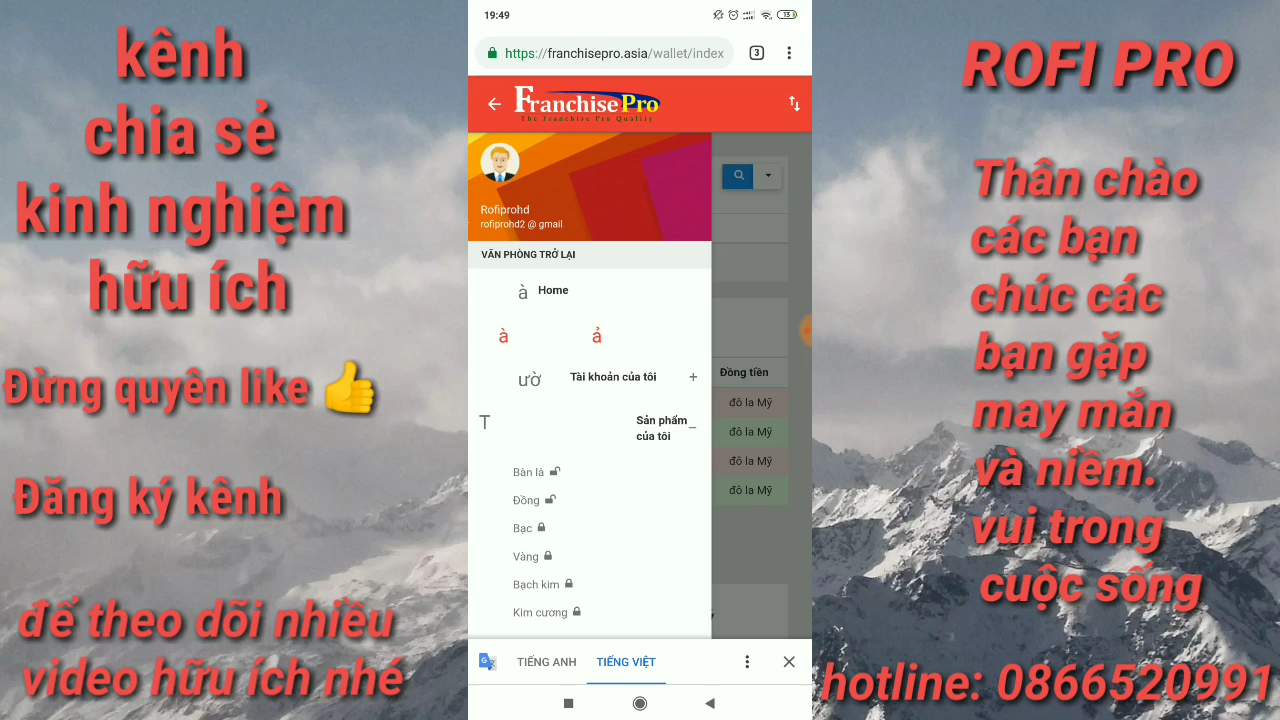 kênh
chia sẻ
kinh nghiệm
hữu ích
Đừng quyên like 👍
Đăng ký kênh
để theo dõi nhiều
video hữu ích nhé
19:49
13
https://franchisepro.asia/wallet/index
3
FranchisePro
The Franchise Pro Quality
Rofiprohd
rofiprohd2 @ gmail
VĂN PHÒNG TRỞ LẠI
à Home
à ả
ườ Tài khoản của tôi +
T Sản phẩm
của tôi −
Bàn là
Đồng
Bạc
Vàng
Bạch kim
Kim cương
Đồng tiền
đô la Mỹ
đô la Mỹ
đô la Mỹ
đô la Mỹ
TIẾNG ANH TIẾNG VIỆT
ROFI PRO
Thân chào
các bạn
chúc các
bạn gặp
may mắn
và niềm.
vui trong
cuộc sống
hotline: 0866520991